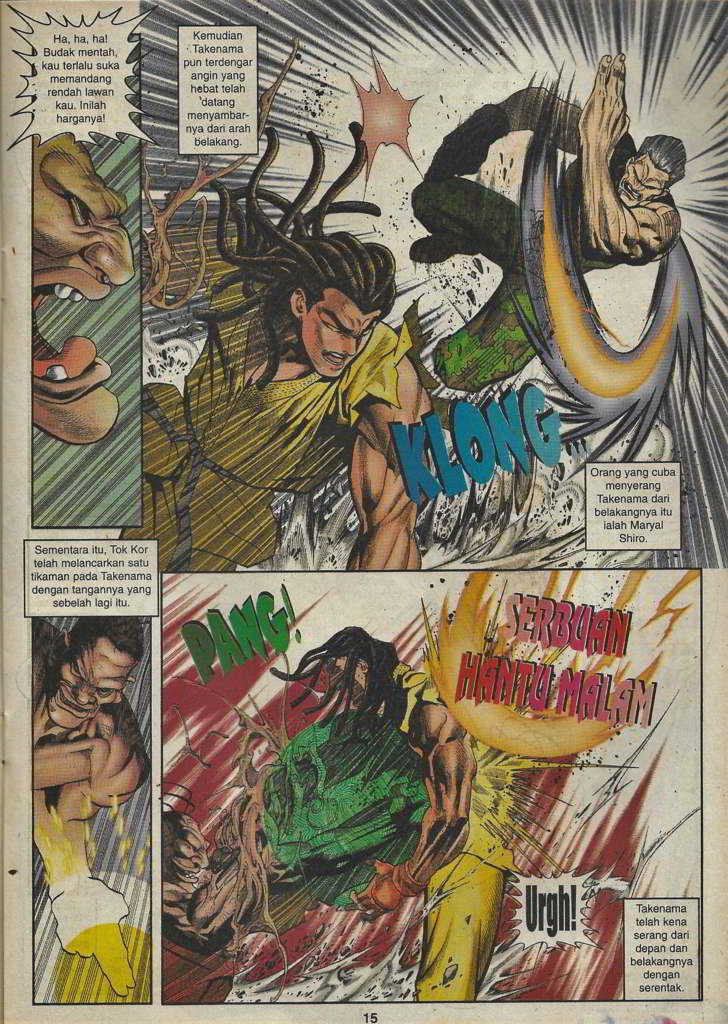 Ha, ha, ha!
Budak mentah,
kau terlalu suka
memandang
rendah lawan
kau. Inilah
harganya!
Kemudian
Takenama
pun terdengar
angin yang
hebat telah
datang
menyambar-
nya dari arah
belakang.
KLONG...
Orang yang cuba
menyerang
Takenama dari
belakangnya itu
ialah Maryal
Shiro.
Sementara itu, Tok Kor
telah melancarkan satu
tikaman pada Takenama
dengan tangannya yang
sebelah lagi itu.
PANG!
SERBUAN
HANTU MALAM
Urgh!
Takenama
telah kena
serang dari
depan dan
belakangnya
dengan
serentak.
15